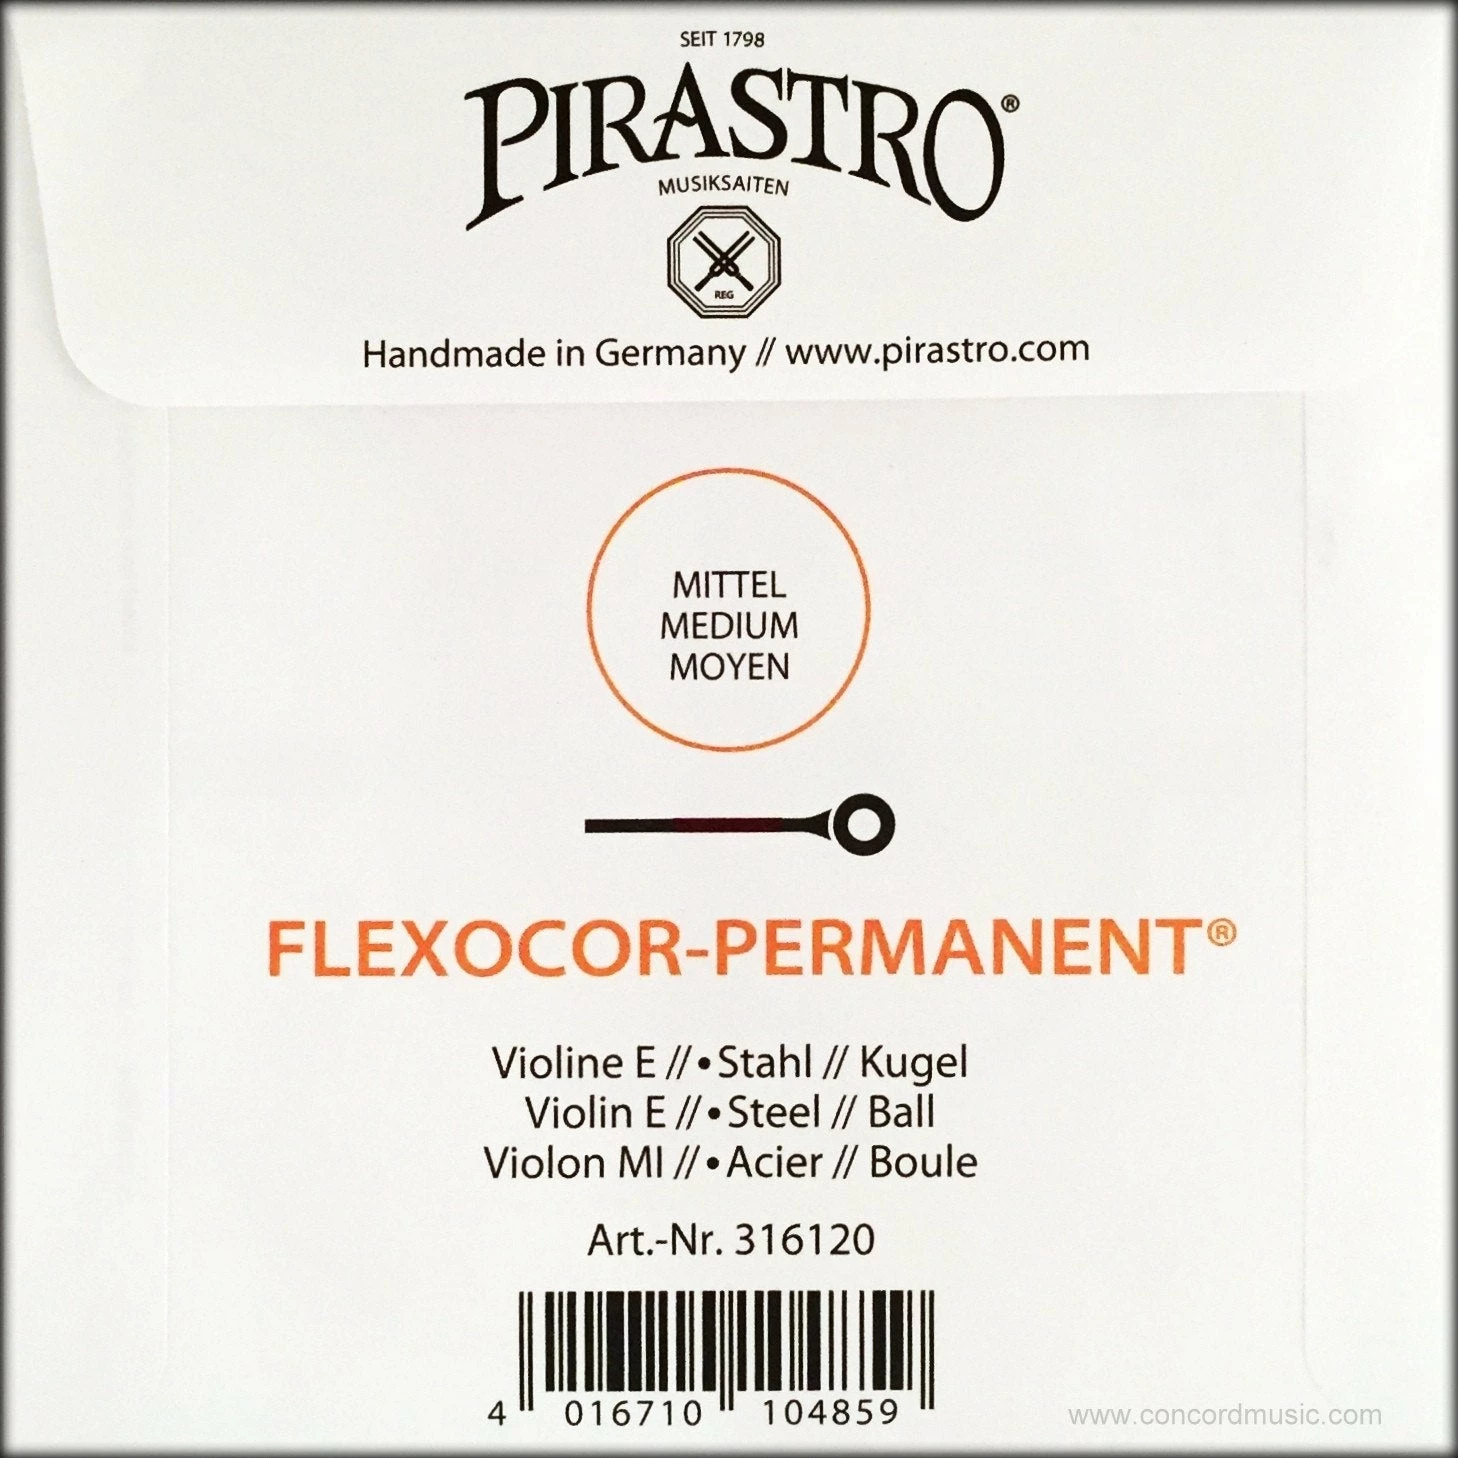 SEIT 1798
PIRASTRO®
MUSIKSAITEN
REG
Handmade in Germany // www.pirastro.com
MITTEL
MEDIUM
MOYEN
FLEXOCOR-PERMANENT®
Violine E // • Stahl // Kugel
Violin E // • Steel // Ball
Violon MI // • Acier // Boule
Art.-Nr. 316120
4 016710 104859
www.concordmusic.com